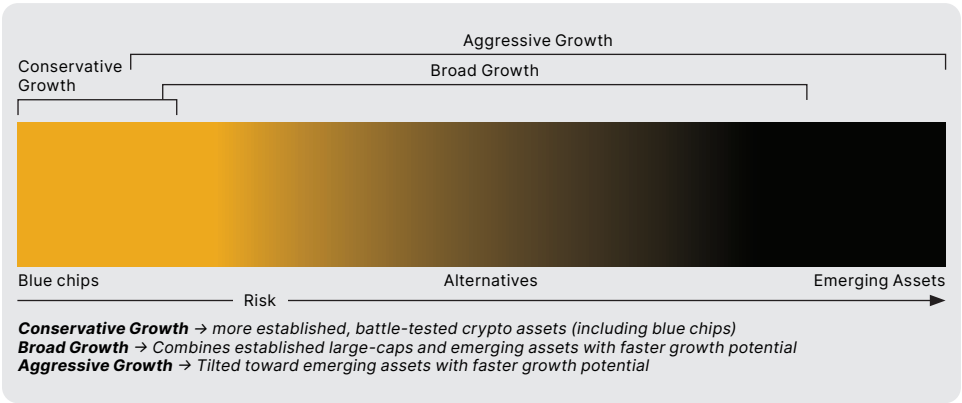 Aggressive Growth
Conservative
Growth
Broad Growth
Blue chips
Alternatives
Emerging Assets
Risk
Conservative Growth → more established, battle-tested crypto assets (including blue chips)
Broad Growth → Combines established large-caps and emerging assets with faster growth potential
Aggressive Growth → Tilted toward emerging assets with faster growth potential